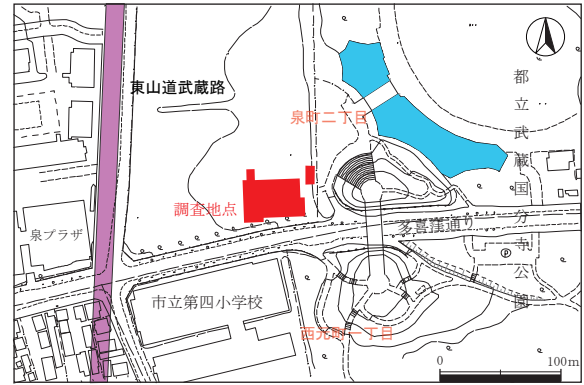 東山道武蔵路
泉町二丁目
都立武蔵国分寺公園
調査地点
多喜窪通り
泉プラザ
P
市立第四小学校
西元町一丁目
0 100m